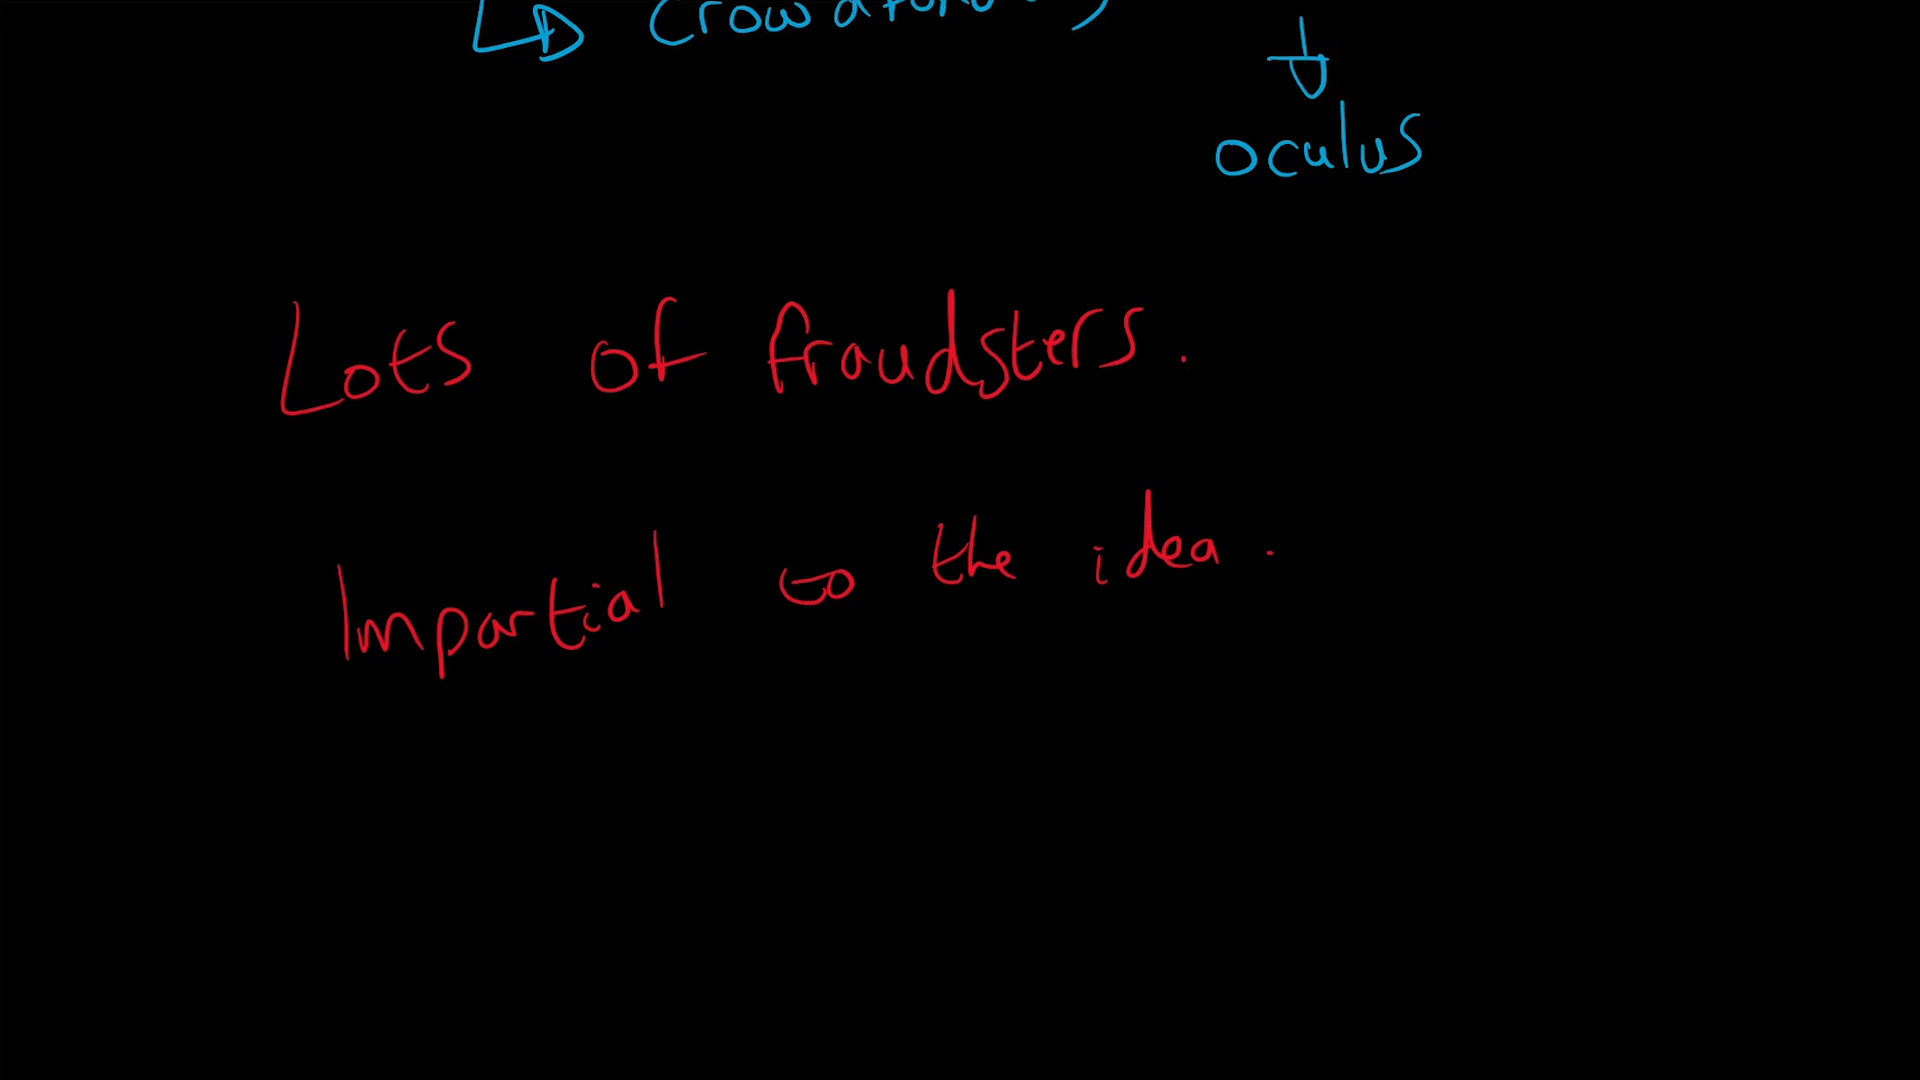 oculus
Lots of fraudsters.
Impartial to the idea.